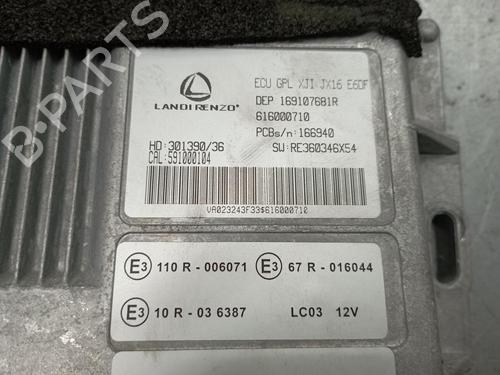 ECU GPL XJI JX16 E6DF
LANDIRENZO
DEP 169107681R
616000710
PCBs/n:166940
HD:301390/36
SW:RE360346X54
CAL:591000104
VA023243F33$616000710
E3 110 R - 006071
E3 67 R - 016044
E3 10 R - 03 6387
LC03 12V
B-PARTS